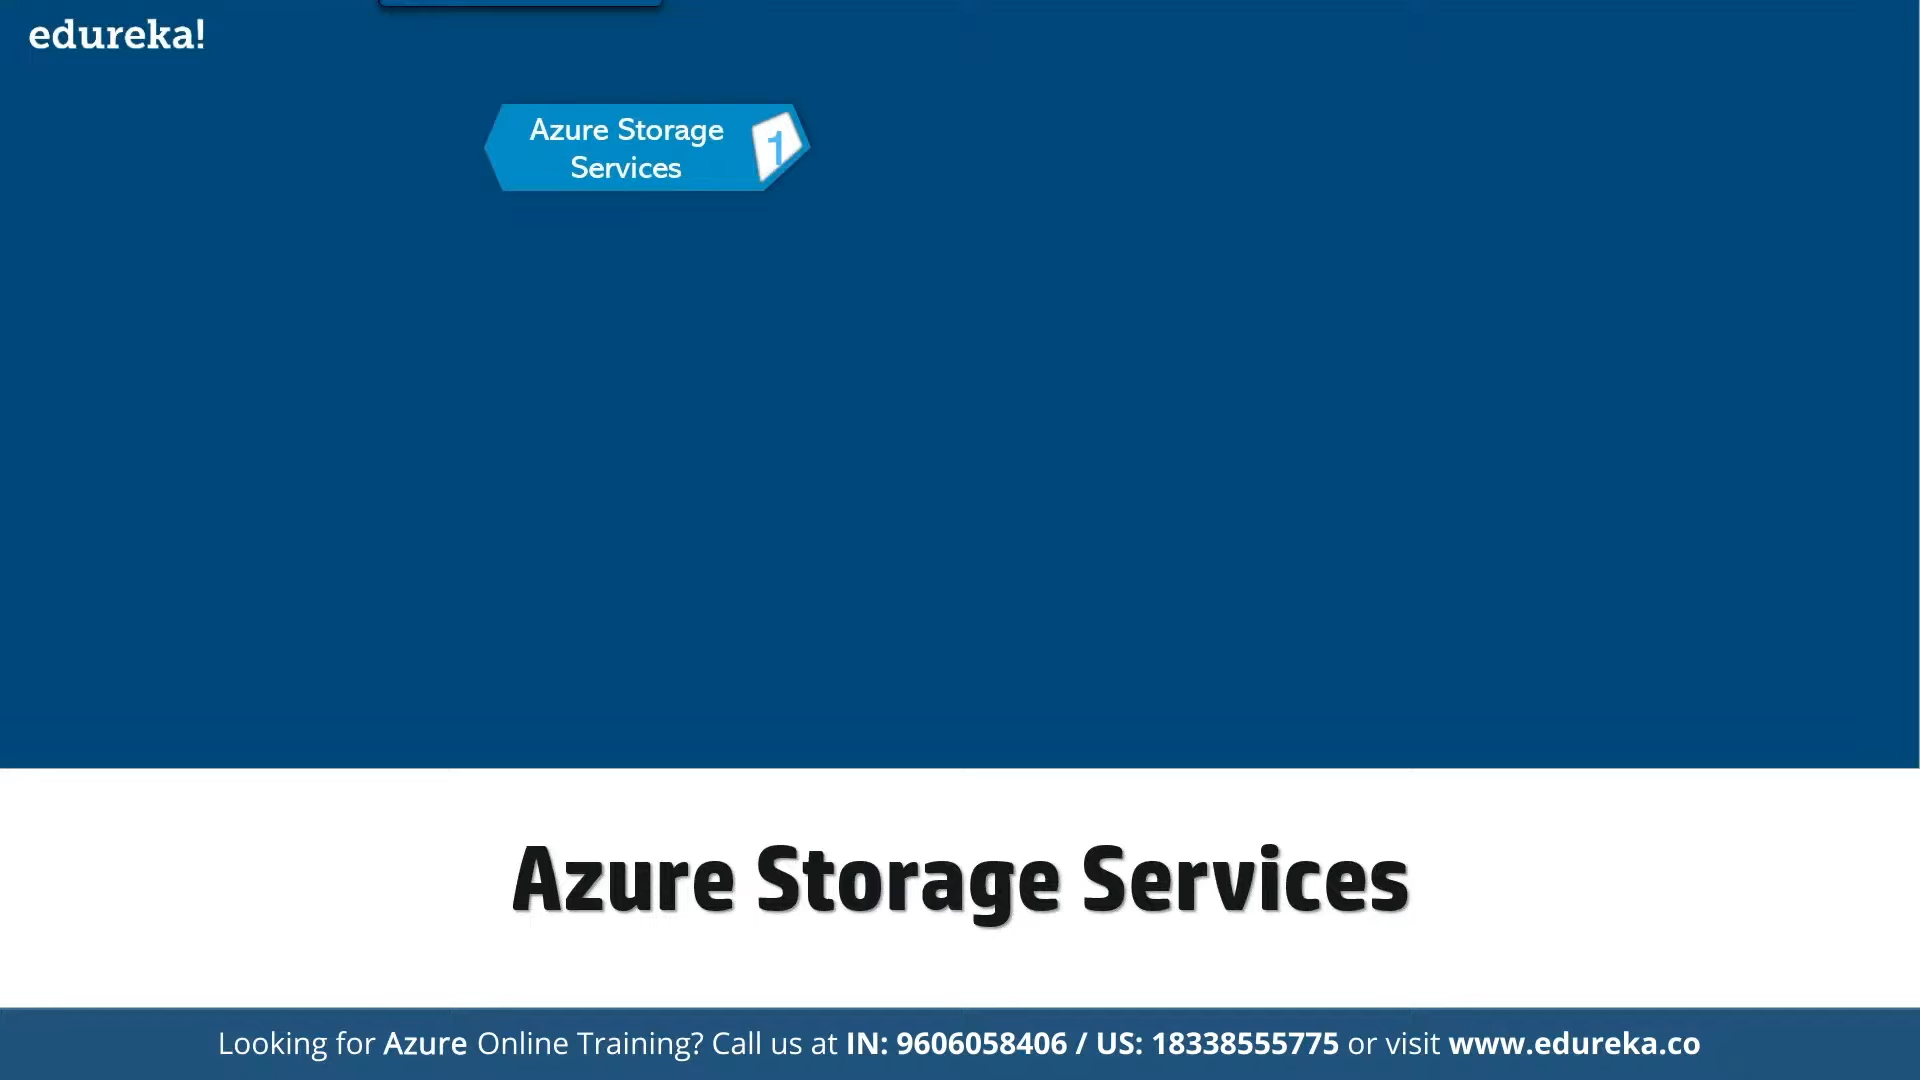 edureka!
Azure Storage
Services
1
Azure Storage Services
Looking for Azure Online Training? Call us at IN: 9606058406 / US: 18338555775 or visit www.edureka.co